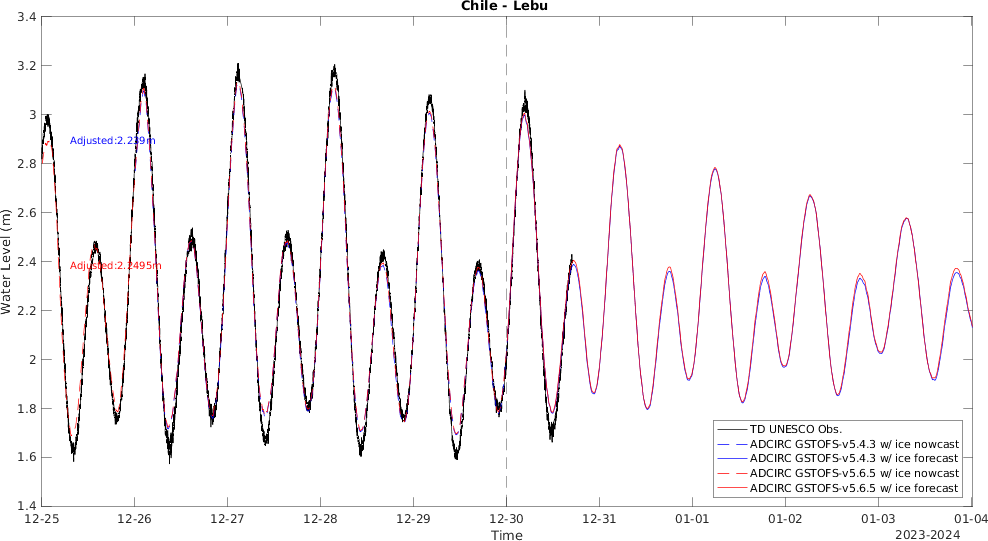 Chile - Lebu
3.4
3.2
3
2.8
2.6
2.4
2.2
2
1.8
1.6
1.4
Water Level (m)
Adjusted:2.239m
Adjusted:2.2495m
TD UNESCO Obs.
ADCIRC GSTOFS-v5.4.3 w/ ice nowcast
ADCIRC GSTOFS-v5.4.3 w/ ice forecast
ADCIRC GSTOFS-v5.6.5 w/ ice nowcast
ADCIRC GSTOFS-v5.6.5 w/ ice forecast
12-25 12-26 12-27 12-28 12-29 12-30 12-31 01-01 01-02 01-03 01-04
Time
2023-2024